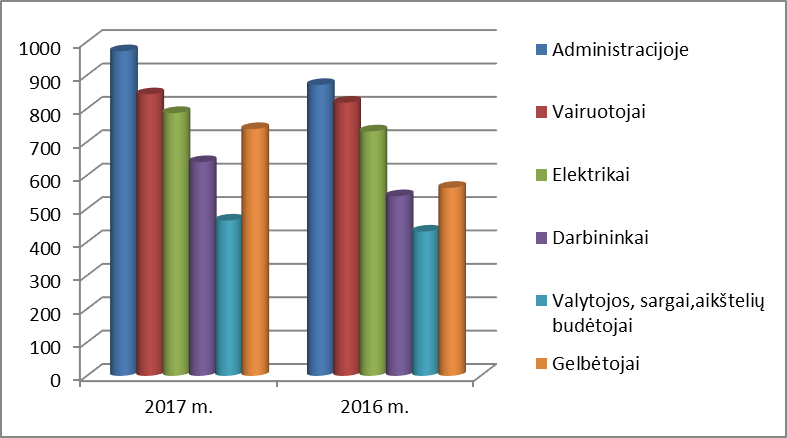 1000
900
800
700
600
500
400
300
200
100
0
2017 m.
2016 m.
Administracijoje
Vairuotojai
Elektrikai
Darbininkai
Valytojos, sargai,aikštelių
budėtojai
Gelbėtojai